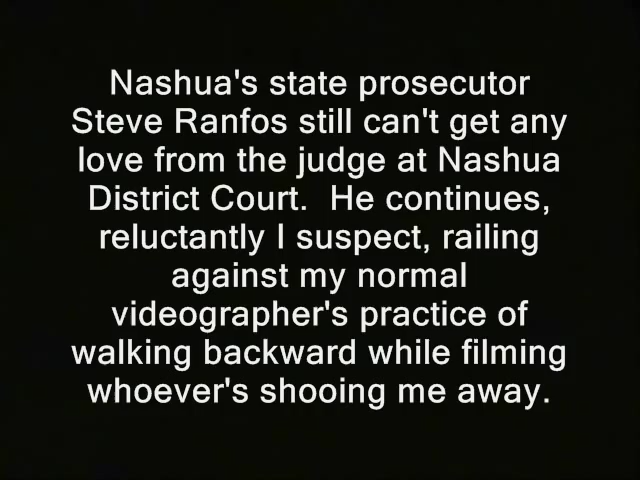 Nashua's state prosecutor
Steve Ranfos still can't get any
love from the judge at Nashua
District Court.  He continues,
reluctantly I suspect, railing
against my normal
videographer's practice of
walking backward while filming
whoever's shooing me away.